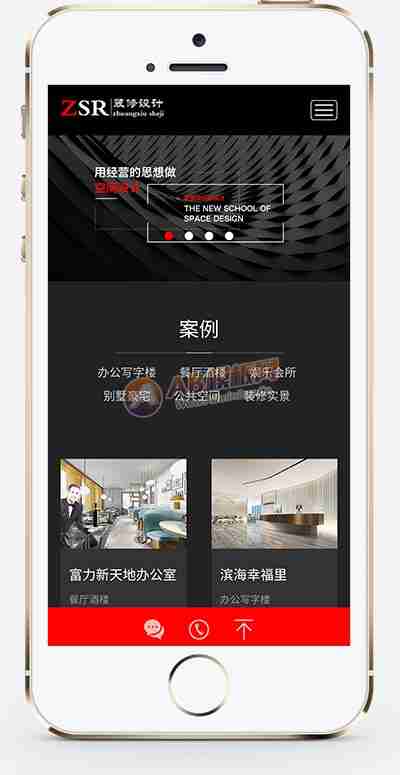 ZSR 装修设计
zhuangxiu sheji
用经营的思想做
空间设计
THE NEW SCHOOL OF
SPACE DESIGN
案例
办公写字楼 餐厅酒楼 娱乐会所
别墅豪宅 公共空间 装修实景
富力新天地办公室
餐厅酒楼
滨海幸福里
办公写字楼